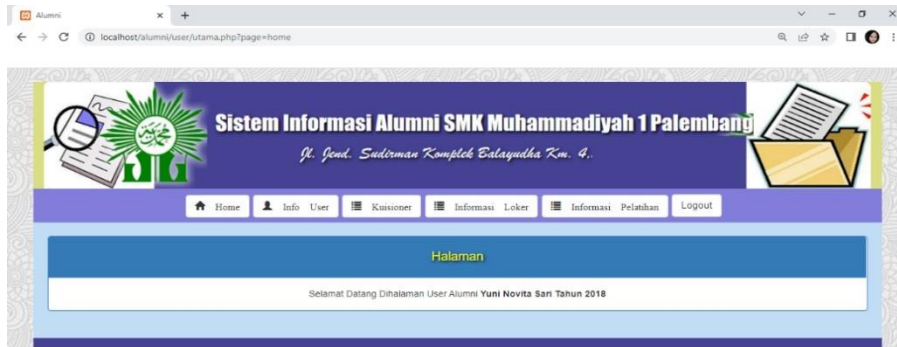 Alumni
localhost/alumni/user/utama.php?page=home
Sistem Informasi Alumni SMK Muhammadiyah 1 Palembang
Jl. Jend. Sudirman Komplek Balayudha Km. 4,.
Home Info User Kuisioner Informasi Loker Informasi Pelatihan Logout
Halaman
Selamat Datang Dihalaman User Alumni Yuni Novita Sari Tahun 2018